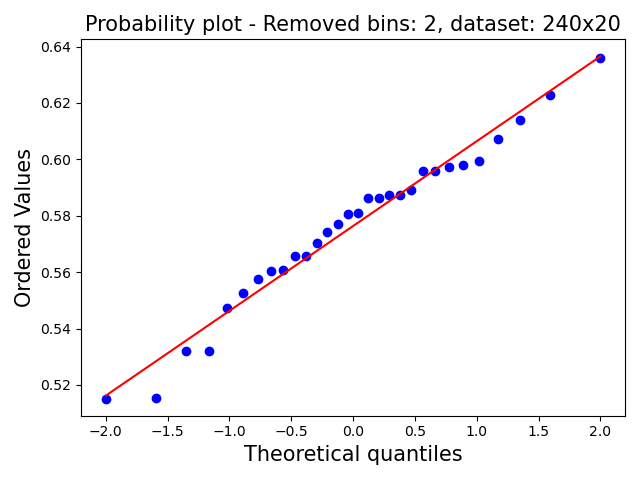 Probability plot - Removed bins: 2, dataset: 240x20
0.64
0.62
0.60
0.58
0.56
0.54
0.52
Ordered Values
−2.0 −1.5 −1.0 −0.5 0.0 0.5 1.0 1.5 2.0
Theoretical quantiles